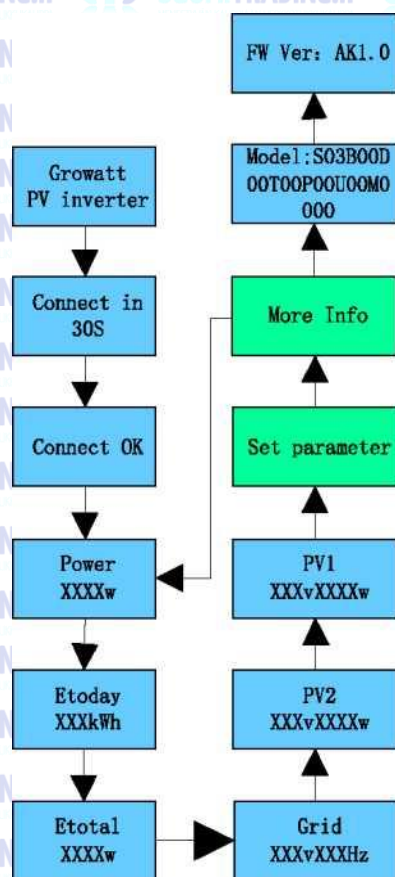 Growatt
PV inverter
Connect in
30S
Connect OK
Power
XXXXw
Etoday
XXXkWh
Etotal
XXXXw
Grid
XXXvXXXHz
PV2
XXXvXXXXw
PV1
XXXvXXXXw
Set parameter
More Info
Model:S03B00D
00T00P00U00M0
000
FW Ver: AK1.0